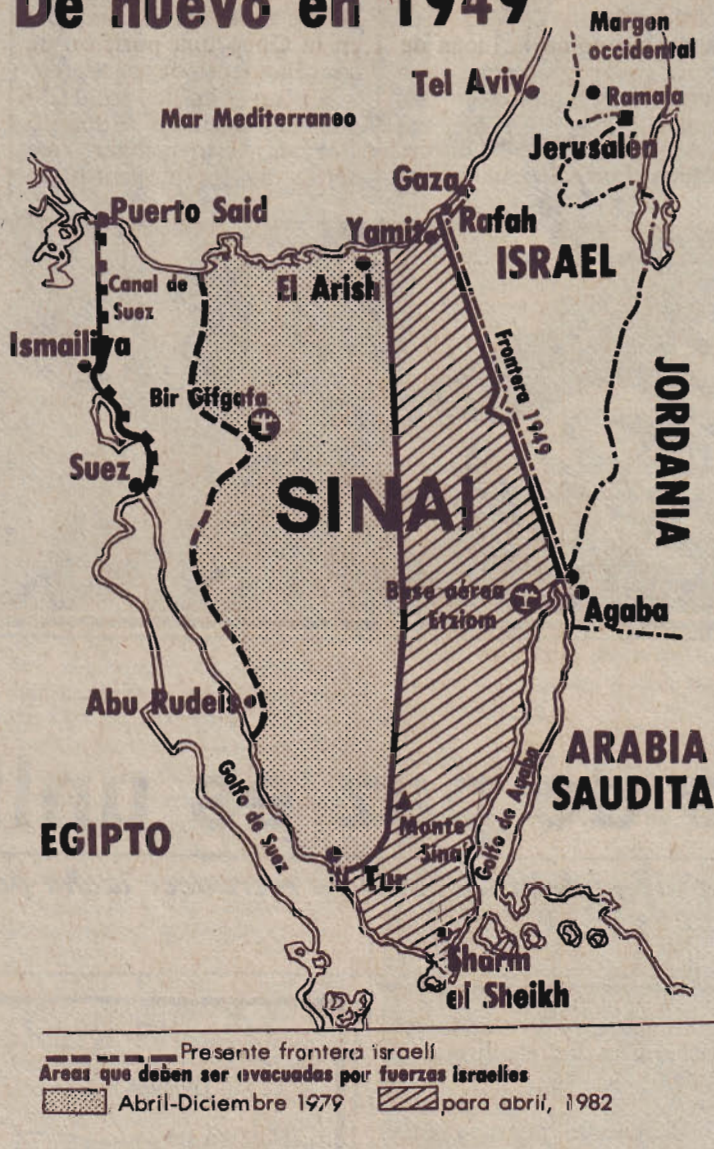 De nuevo en 1949
Margen
occidental
Tel Aviv
Ramala
Mar Mediterraneo
Jerusalén
Gaza
Puerto Said
Rafah
Yamit
ISRAEL
El Arish
Canal de
Suez
Ismailiya
Frontera 1949
JORDANIA
Bir Gifgafa
Suez
SINAI
Base aérea
Etziom
Agaba
Abu Rudeis
ARABIA
SAUDITA
Golfo de Suez
Golfo de Aqaba
EGIPTO
Monte
Sinai
Tur
Sharm
el Sheikh
Presente frontera israelí
Areas que deben ser evacuadas por fuerzas israelíes
Abril-Diciembre 1979
para abril, 1982